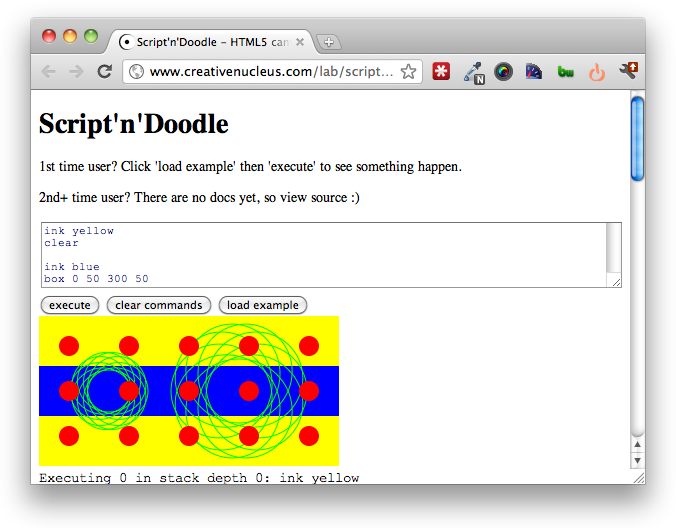 Script'n'Doodle – HTML5 can
www.creativenucleus.com/lab/script...
N
bw
Script'n'Doodle
1st time user? Click 'load example' then 'execute' to see something happen.
2nd+ time user? There are no docs yet, so view source :)
ink yellow
clear
ink blue
box 0 50 300 50
execute clear commands load example
Executing 0 in stack depth 0: ink yellow